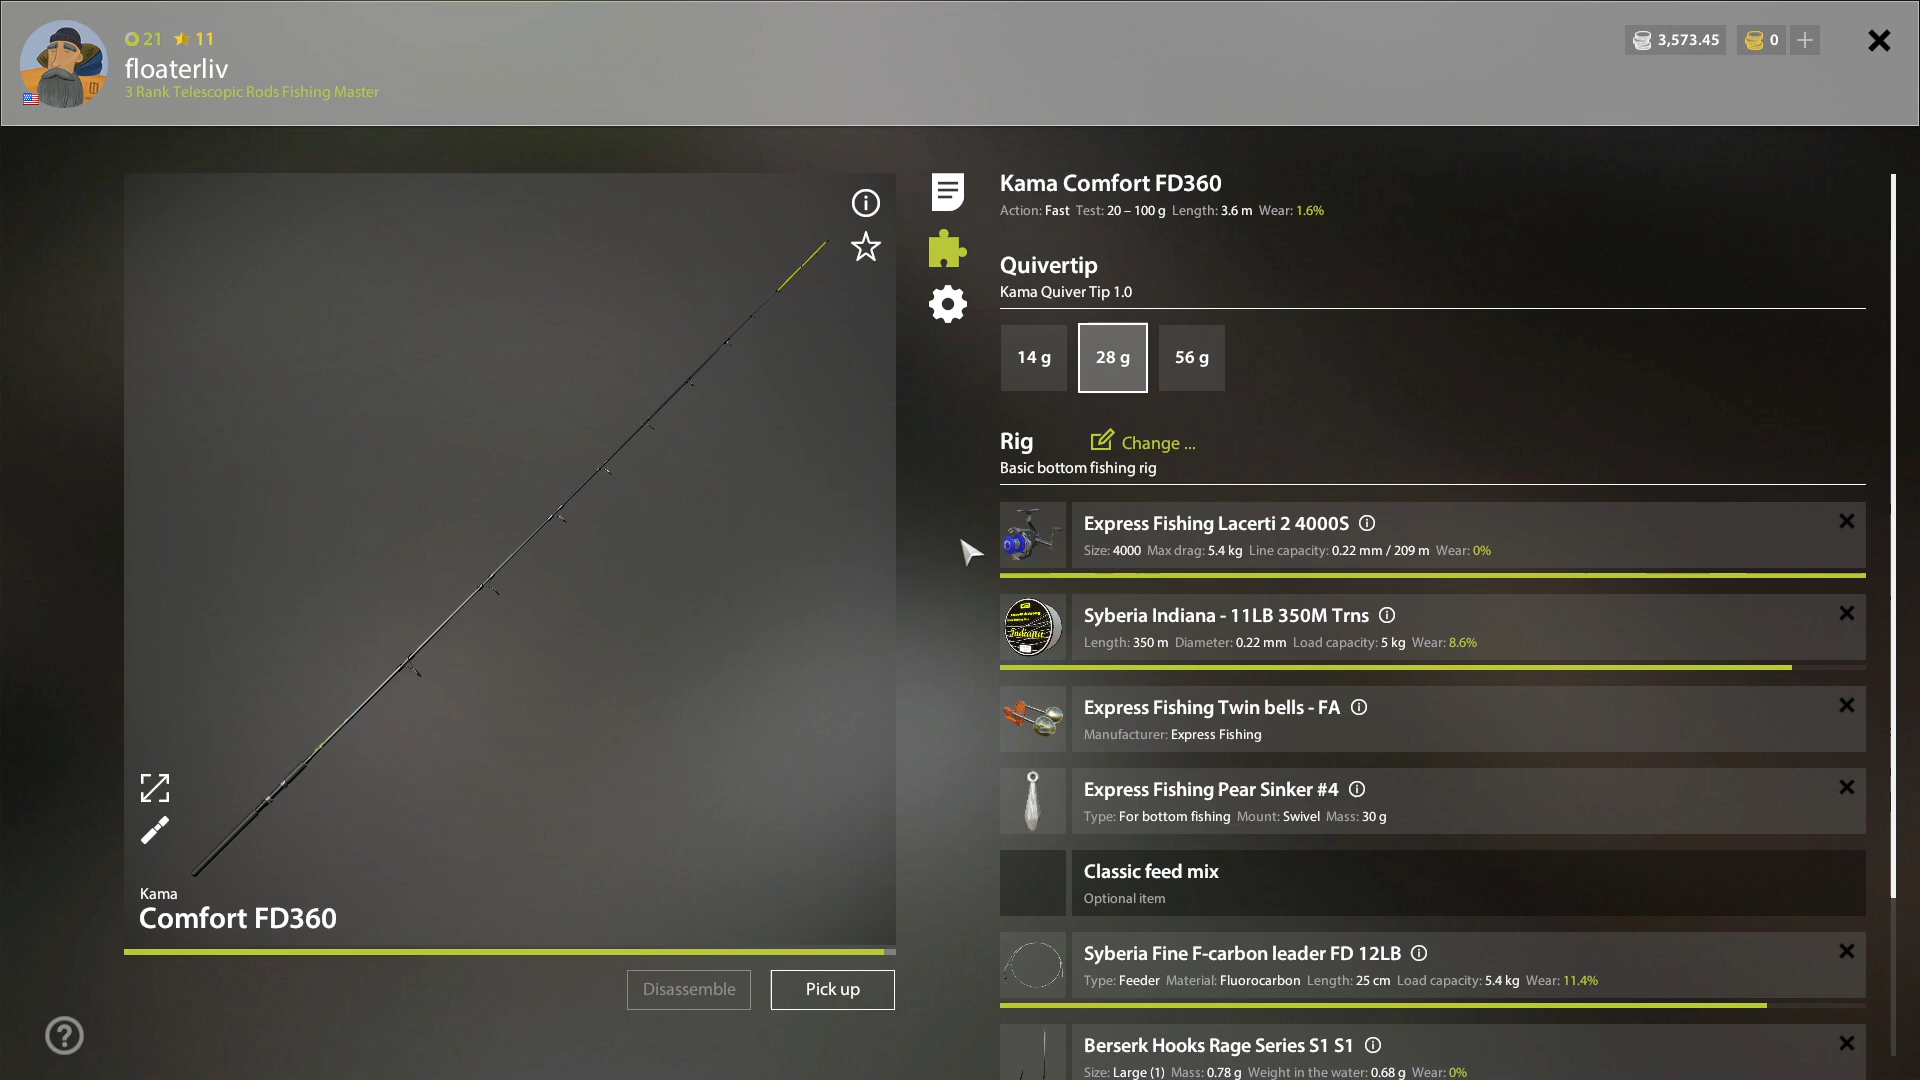 21 11
floaterliv
3 Rank Telescopic Rods Fishing Master
3,573.45
0
Kama Comfort FD360
Action: Fast Test: 20 – 100 g Length: 3.6 m Wear: 1.6%
Quivertip
Kama Quiver Tip 1.0
14 g
28 g
56 g
Rig Change ...
Basic bottom fishing rig
Express Fishing Lacerti 2 4000S
Size: 4000 Max drag: 5.4 kg Line capacity: 0.22 mm / 209 m Wear: 0%
Indiana
Syberia Indiana - 11LB 350M Trns
Length: 350 m Diameter: 0.22 mm Load capacity: 5 kg Wear: 8.6%
Express Fishing Twin bells - FA
Manufacturer: Express Fishing
Express Fishing Pear Sinker #4
Type: For bottom fishing Mount: Swivel Mass: 30 g
Classic feed mix
Optional item
Syberia Fine F-carbon leader FD 12LB
Type: Feeder Material: Fluorocarbon Length: 25 cm Load capacity: 5.4 kg Wear: 11.4%
Berserk Hooks Rage Series S1 S1
Size: Large (1) Mass: 0.78 g Weight in the water: 0.68 g Wear: 0%
Kama
Comfort FD360
Disassemble
Pick up